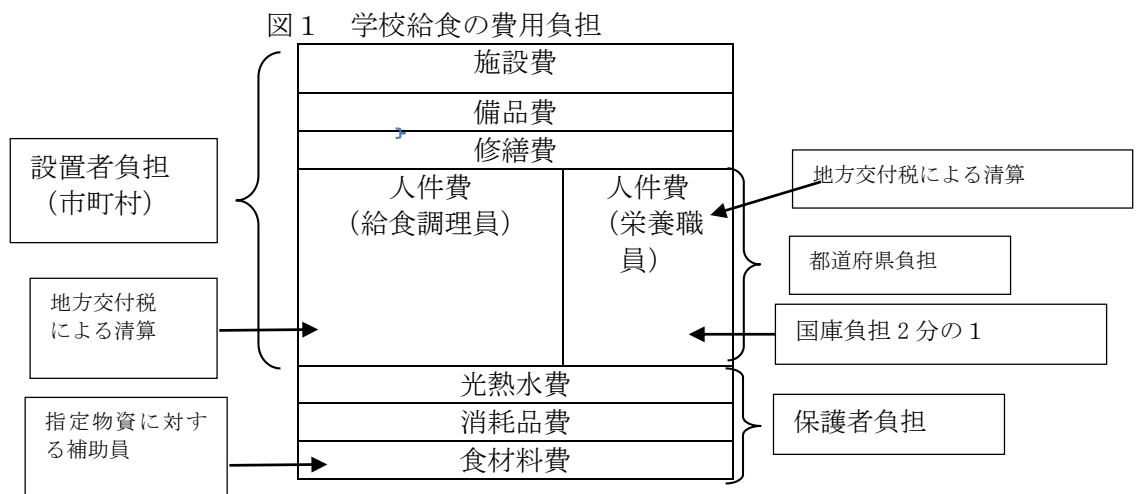 図１　学校給食の費用負担
施設費
備品費
修繕費
設置者負担
（市町村）
人件費
（給食調理員）
人件費
（栄養職
員）
地方交付税による清算
都道府県負担
国庫負担２分の１
地方交付税
による清算
光熱水費
消耗品費
食材料費
指定物資に対す
る補助員
保護者負担